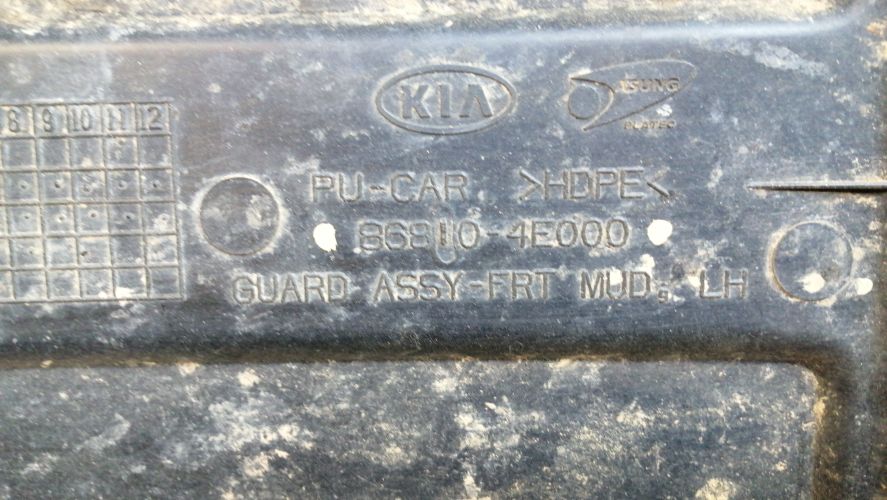 KIA
8 9 10 11 12
PU-CAR >HDPE<
86810-4E000
GUARD ASSY-FRT MUD, LH